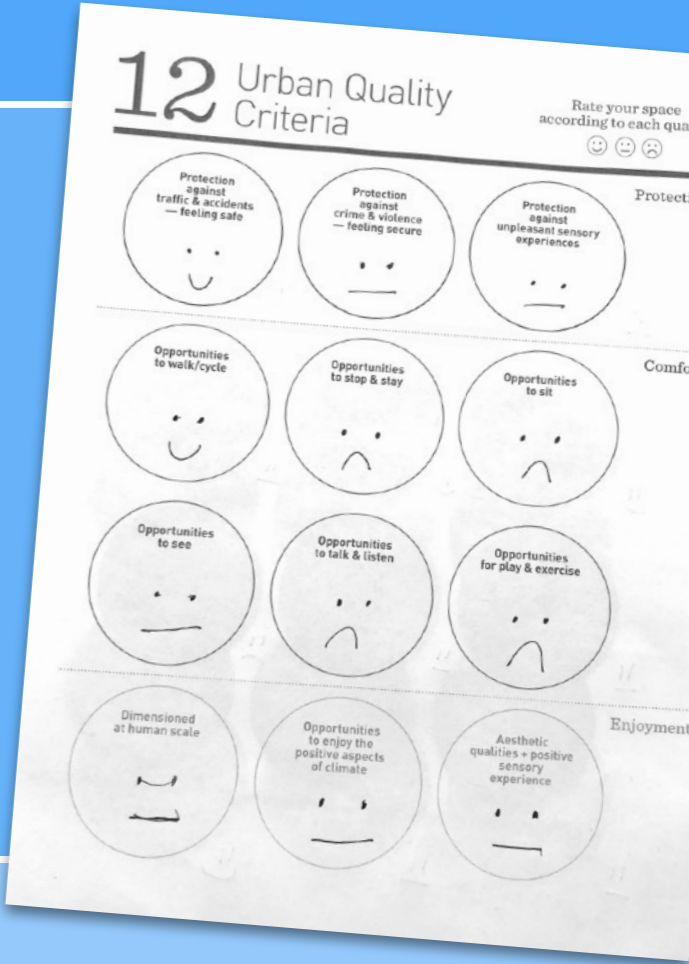 12 Urban Quality
Criteria
Rate your space
according to each
Protection
against
traffic & accidents
— feeling safe
Protection
against
crime & violence
— feeling secure
Protection
against
unpleasant sensory
experiences
Opportunities
to walk/cycle
Opportunities
to stop & stay
Opportunities
to sit
Opportunities
to see
Opportunities
to talk & listen
Opportunities
for play & exercise
Enjoyment
Dimensioned
at human scale
Opportunities
to enjoy the
positive aspects
of climate
Aesthetic
qualities + positive
sensory
experience